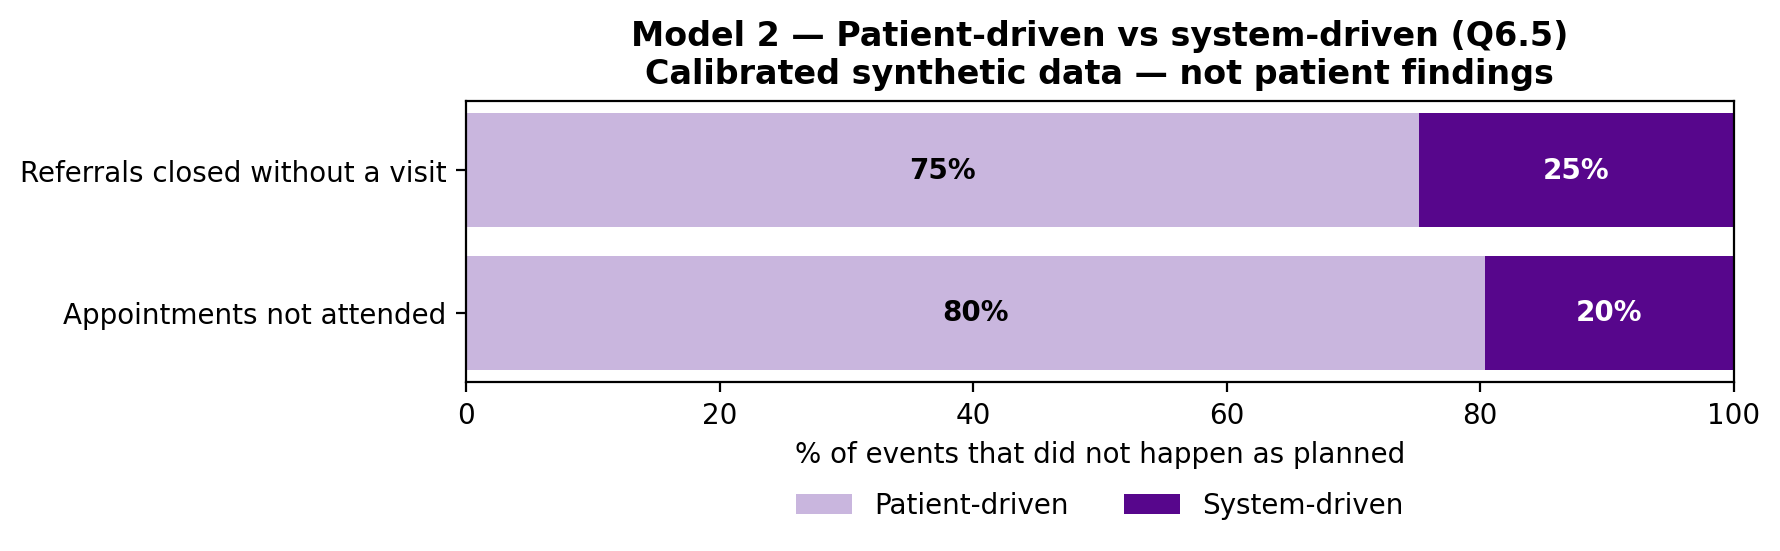 Model 2 — Patient-driven vs system-driven (Q6.5)
Calibrated synthetic data — not patient findings
Referrals closed without a visit
75%
25%
Appointments not attended
80%
20%
0 20 40 60 80 100
% of events that did not happen as planned
Patient-driven System-driven